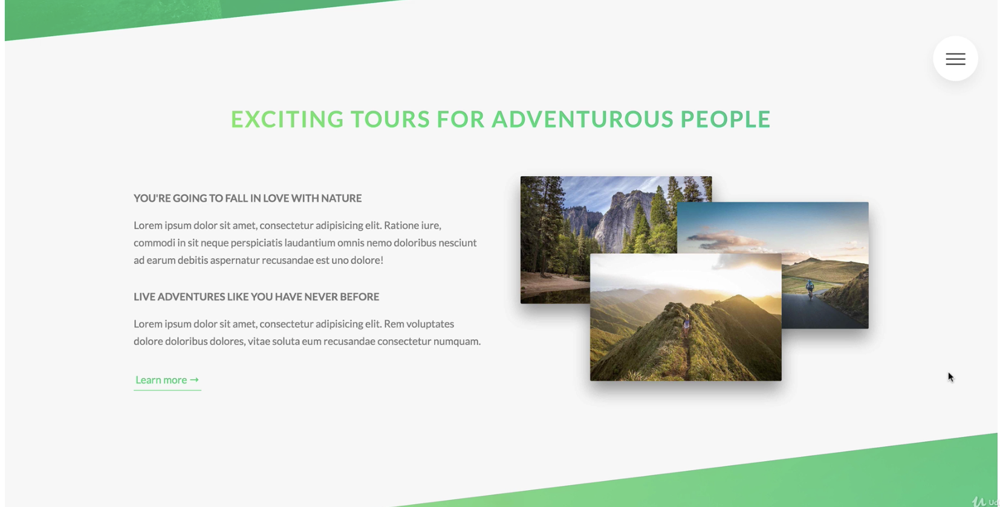 EXCITING TOURS FOR ADVENTUROUS PEOPLE
YOU'RE GOING TO FALL IN LOVE WITH NATURE
Lorem ipsum dolor sit amet, consectetur adipisicing elit. Ratione iure,
commodi in sit neque perspiciatis laudantium omnis nemo doloribus nesciunt
ad earum debitis aspernatur recusandae est uno dolore!
LIVE ADVENTURES LIKE YOU HAVE NEVER BEFORE
Lorem ipsum dolor sit amet, consectetur adipisicing elit. Rem voluptates
dolore doloribus dolores, vitae soluta eum recusandae consectetur numquam.
Learn more →